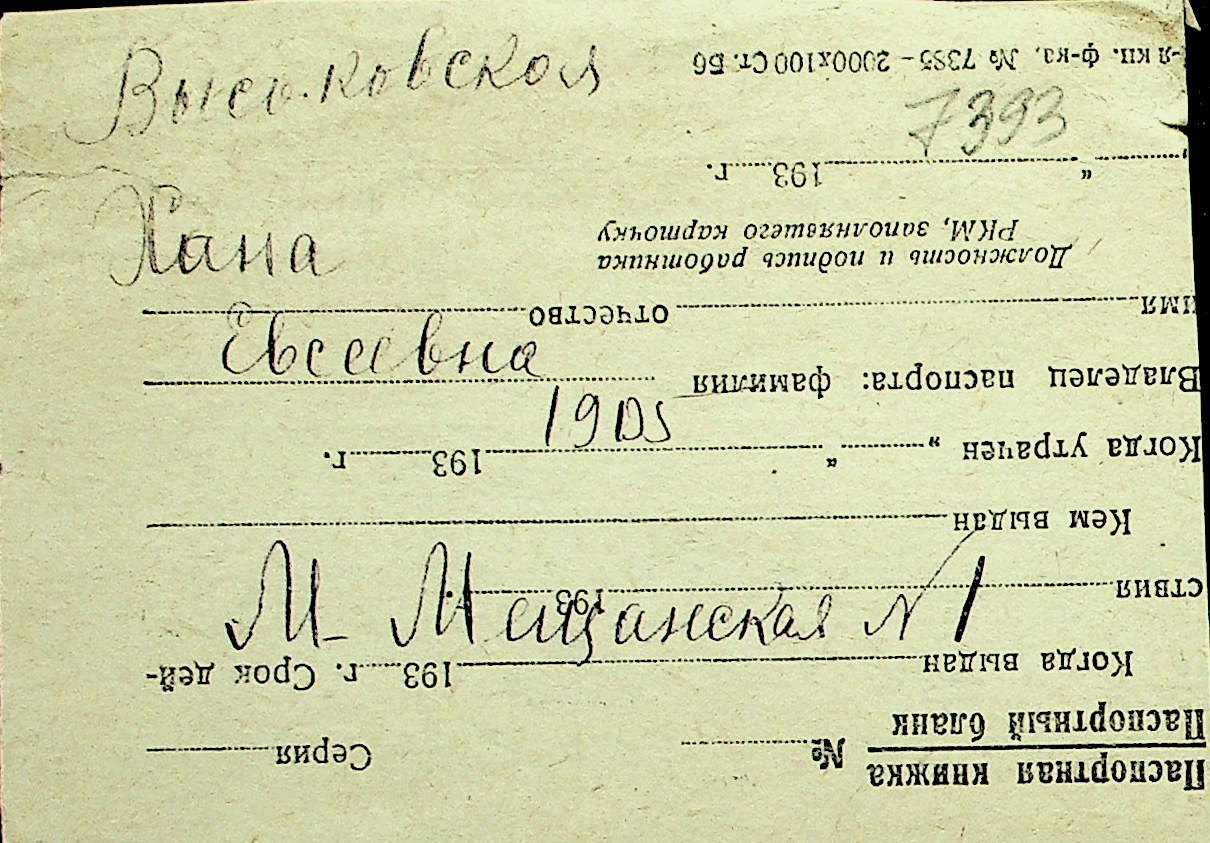 Высоковская
7393
Хана
Евсеевна
1905
М- Мещанская № 1
Паспортная книжка
Паспортный бланк
№ Серия
Когда выдан 193 г. Срок дей-
ствия 193
Кем выдан
Когда утрачен „ “ 193 г.
Владелец паспорта: фамилия
имя отчество
Должность и подпись работника
РКМ, заполнявшего карточку
„ “ 193 г.
-я кп. ф-ка. № 7385 – 2000х100 Ст. Б6